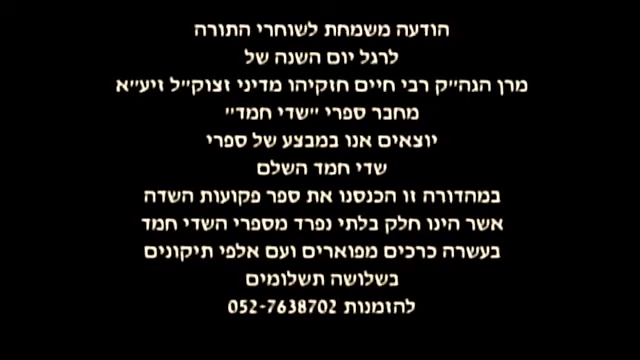 הודעה משמחת לשוחרי התורה
לרגל יום השנה של
מרן הגה"ק רבי חיים חזקיהו מדיני זצוק"ל זיע"א
מחבר ספרי "שדי חמד"
יוצאים אנו במבצע של ספרי
שדי חמד השלם
במהדורה זו הכנסנו את ספר פקועות השדה
אשר הינו חלק בלתי נפרד מספרי השדי חמד
בעשרה כרכים מפוארים ועם אלפי תיקונים
בשלושה תשלומים
להזמנות 052-7638702